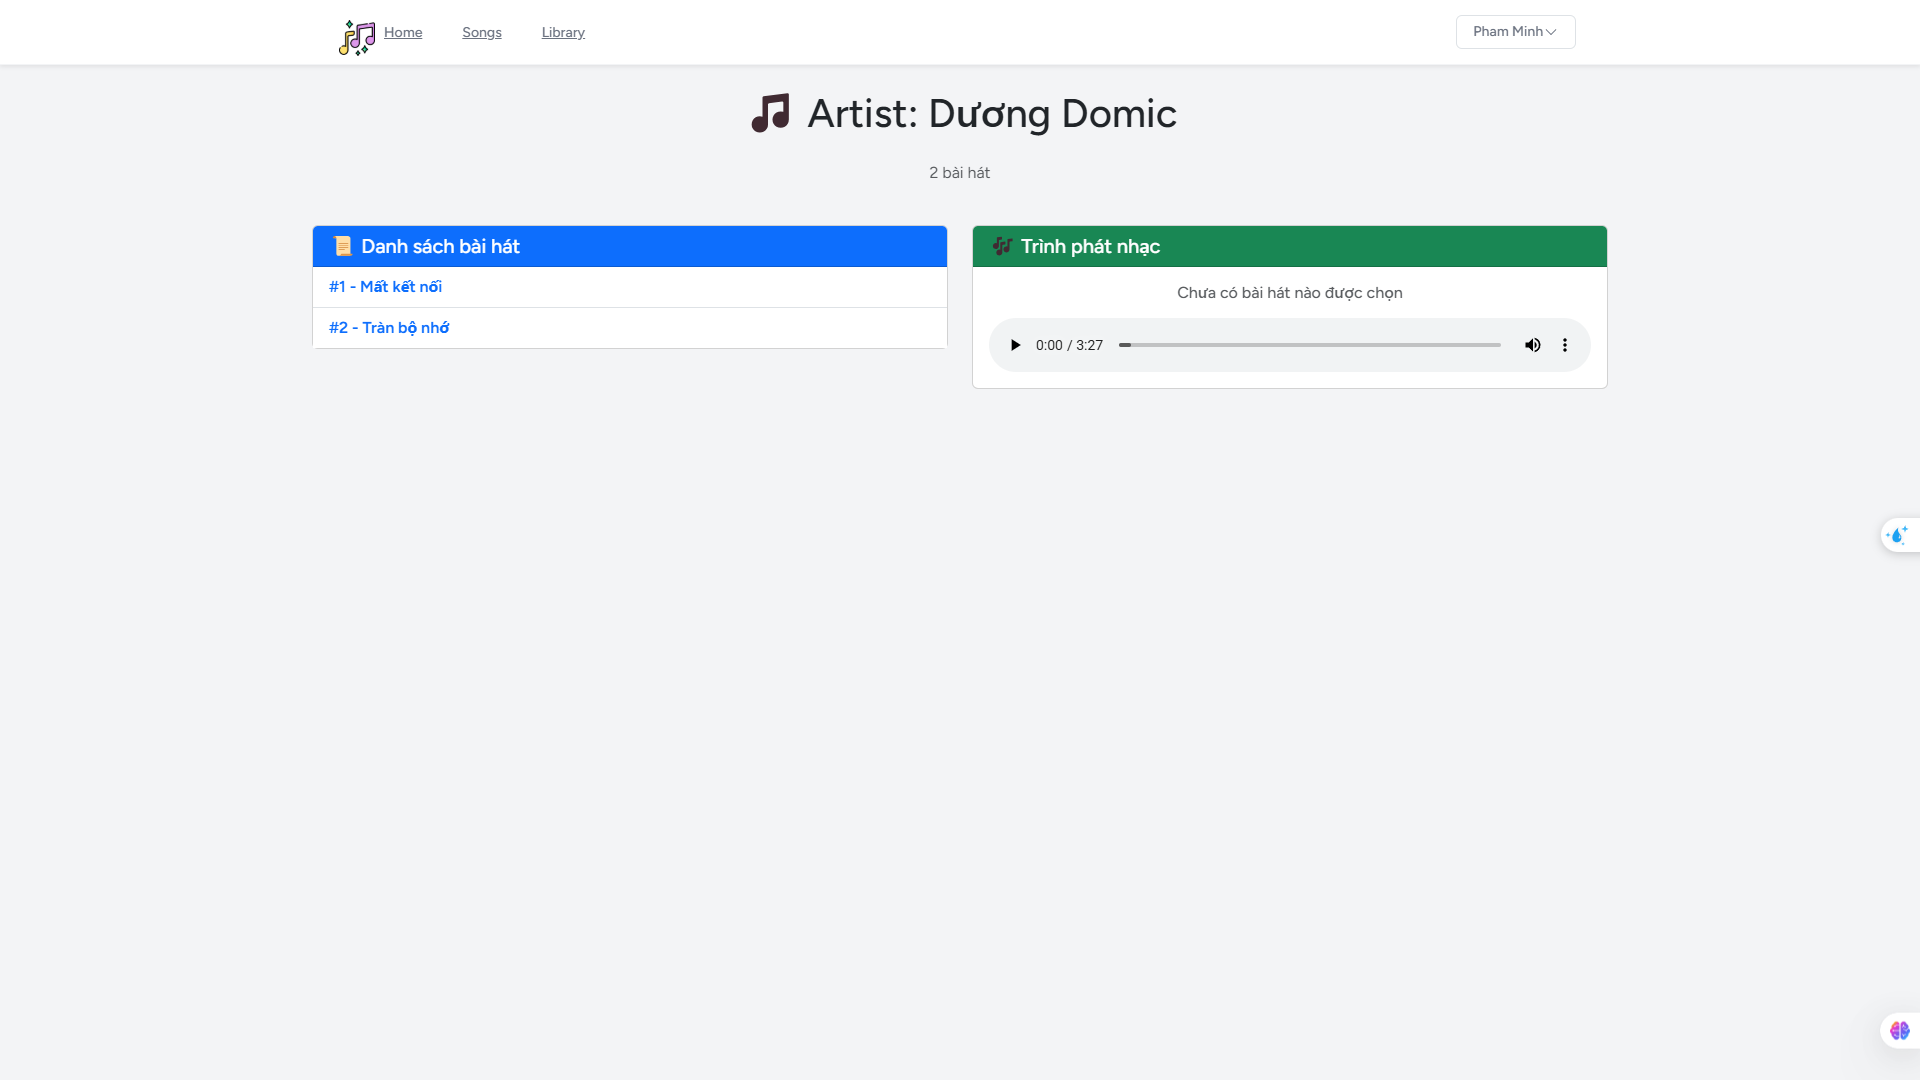 Home
Songs
Library
Pham Minh
Artist: Dương Domic
2 bài hát
Danh sách bài hát
#1 - Mất kết nối
#2 - Tràn bộ nhớ
Trình phát nhạc
Chưa có bài hát nào được chọn
0:00 / 3:27